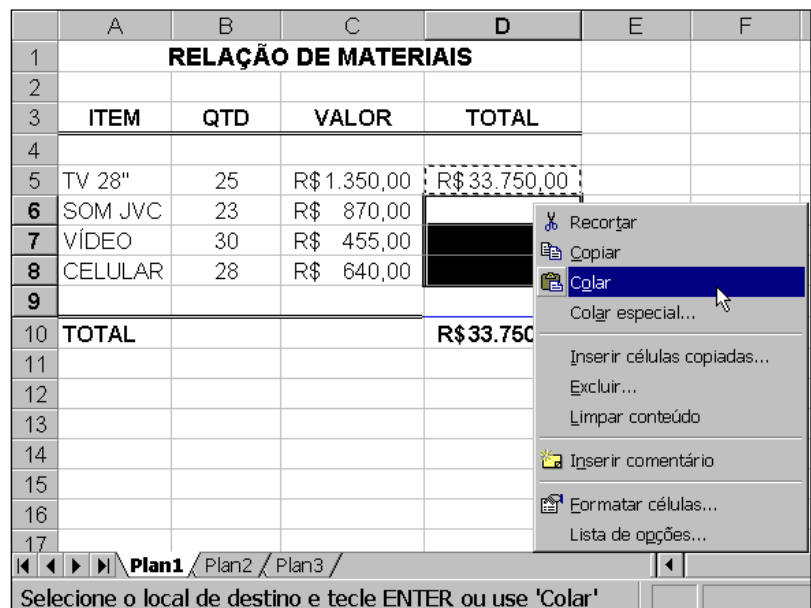 A B C D E F
1 RELAÇÃO DE MATERIAIS
2
3 ITEM QTD VALOR TOTAL
4
5 TV 28" 25 R$ 1.350,00 R$ 33.750,00
6 SOM JVC 23 R$ 870,00
7 VÍDEO 30 R$ 455,00
8 CELULAR 28 R$ 640,00
9
10 TOTAL R$ 33.750
11
12
13
14
15
16
17
Recortar
Copiar
Colar
Colar especial...
Inserir células copiadas...
Excluir...
Limpar conteúdo
Inserir comentário
Formatar células...
Lista de opções...
Plan1 Plan2 Plan3
Selecione o local de destino e tecle ENTER ou use 'Colar'